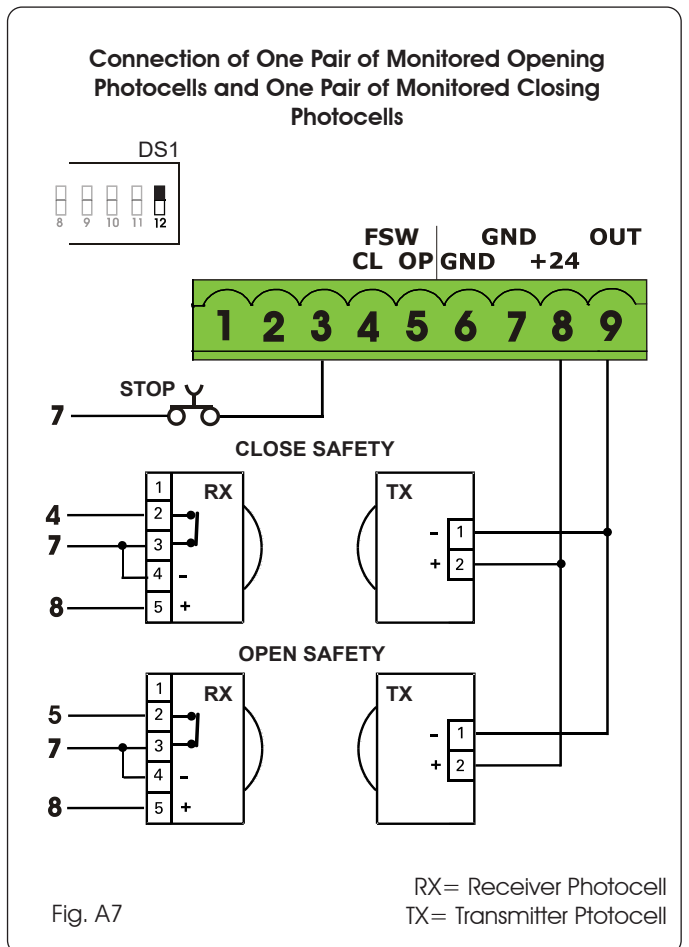 Connection of One Pair of Monitored Opening
Photocells and One Pair of Monitored Closing
Photocells
DS1
8 9 10 11 12
FSW GND OUT
CL OP GND +24
1 2 3 4 5 6 7 8 9
STOP
7
CLOSE SAFETY
1 RX TX
4 2
- 1
7 3
+ 2
4 -
8 5 +
OPEN SAFETY
1 RX TX
5 2
- 1
7 3
+ 2
4 -
8 5 +
RX= Receiver Photocell
Fig. A7 TX= Transmitter Ptotocell